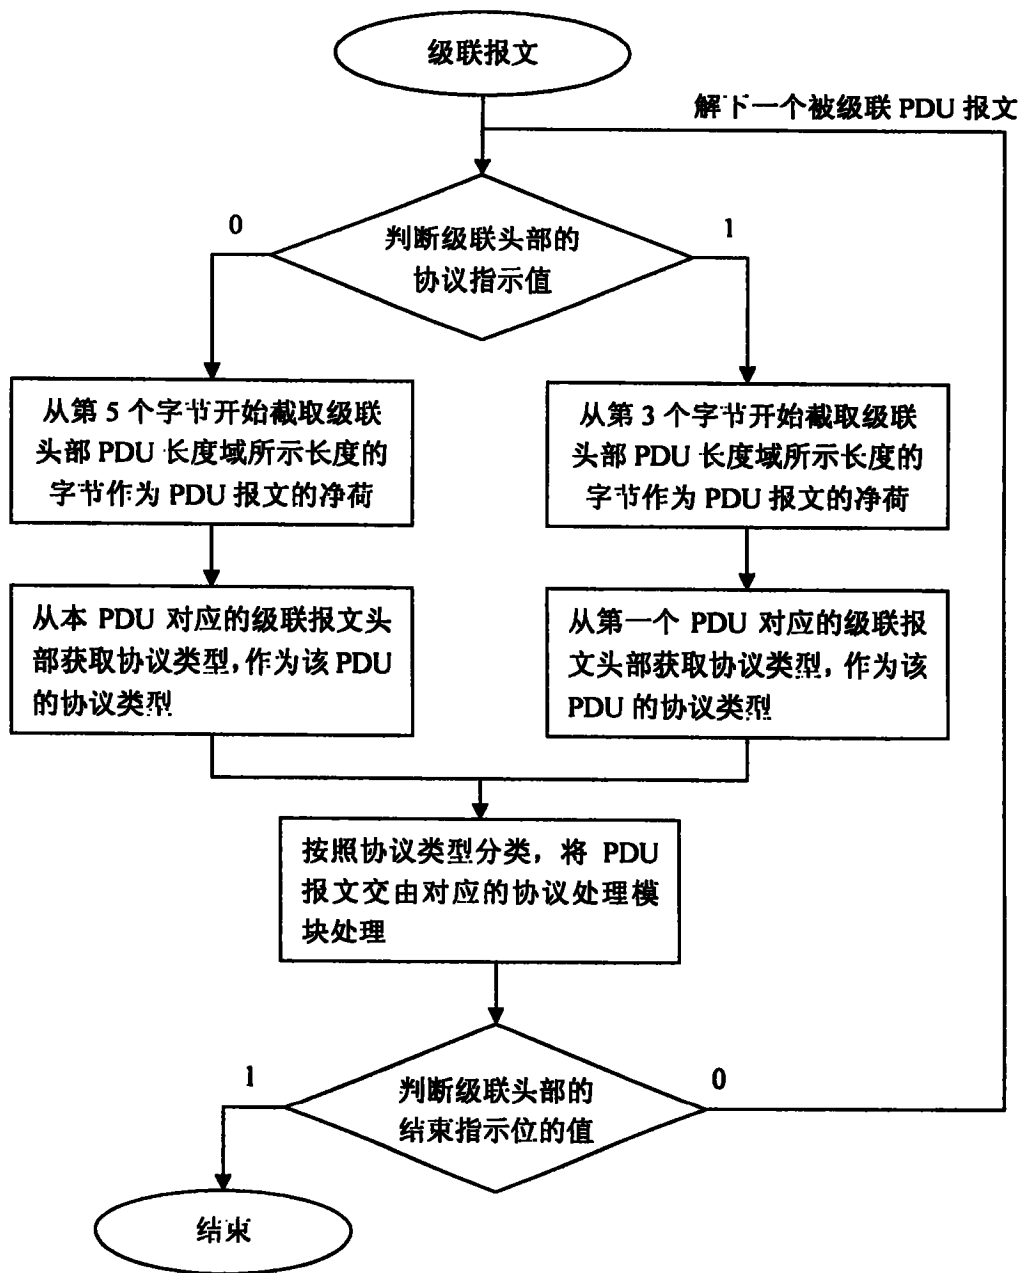 级联报文
解下一个被级联 PDU 报文
0
1
判断级联头部的
协议指示值
从第 5 个字节开始截取级联
头部 PDU 长度域所示长度的
字节作为 PDU 报文的净荷
从第 3 个字节开始截取级联
头部 PDU 长度域所示长度的
字节作为 PDU 报文的净荷
从本 PDU 对应的级联报文头
部获取协议类型,作为该 PDU
的协议类型
从第一个 PDU 对应的级联报
文头部获取协议类型,作为该
PDU 的协议类型
按照协议类型分类，将 PDU
报文交由对应的协议处理模
块处理
1
0
判断级联头部的
结束指示位的值
结束